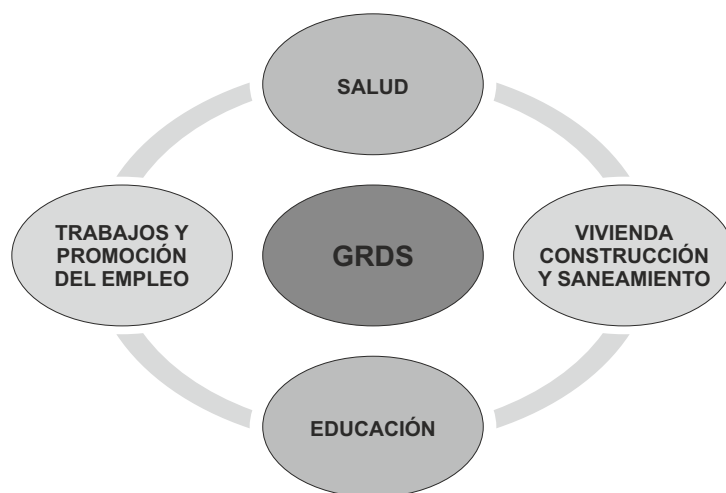 SALUD
TRABAJOS Y
PROMOCIÓN
DEL EMPLEO
GRDS
VIVIENDA
CONSTRUCCIÓN
Y SANEAMIENTO
EDUCACIÓN